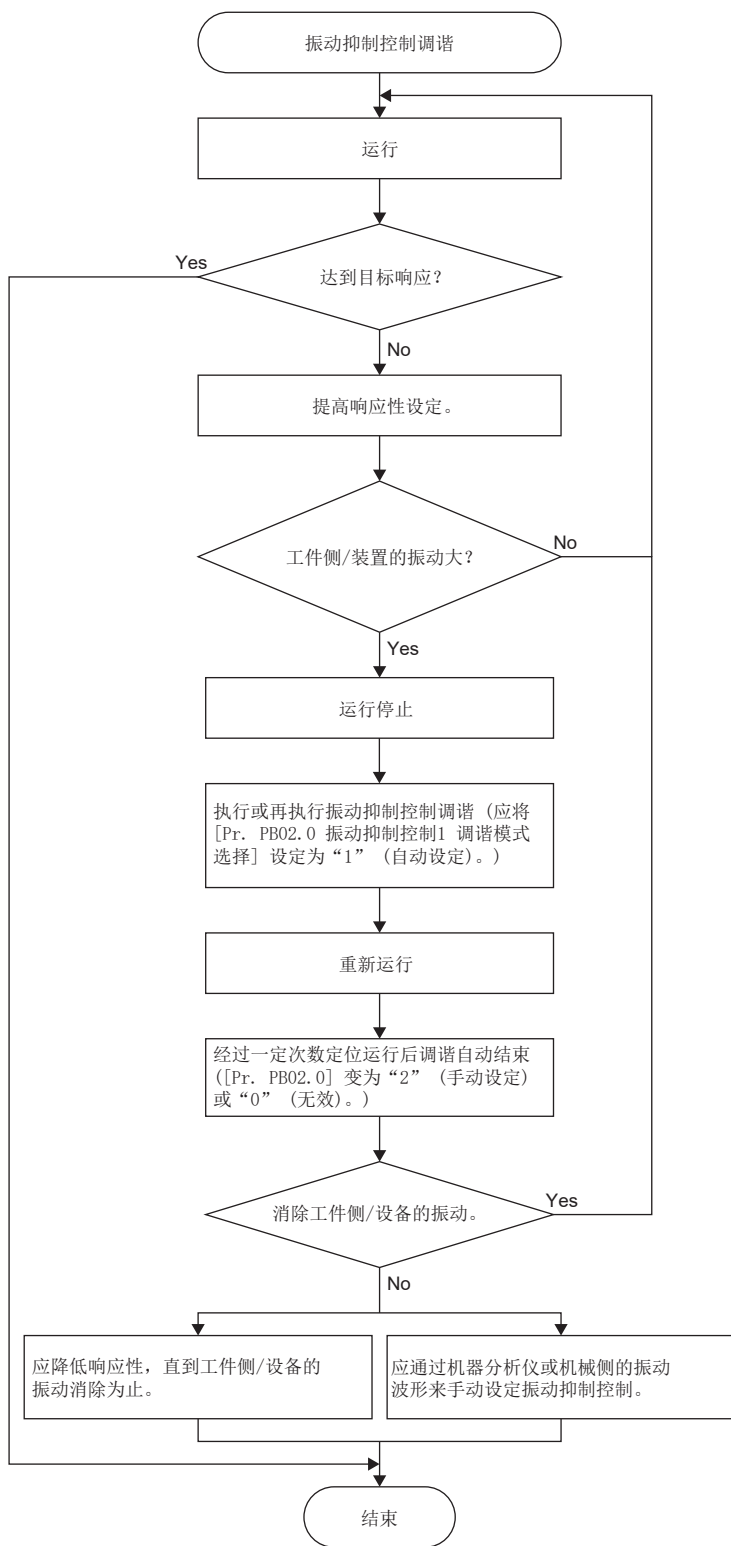 振动抑制控制调谐
运行
Yes
达到目标响应?
No
提高响应性设定。
工件侧/装置的振动大?
No
Yes
运行停止
执行或再执行振动抑制控制调谐 (应将
[Pr. PB02.0 振动抑制控制1 调谐模式
选择] 设定为“1” (自动设定)。)
重新运行
经过一定次数定位运行后调谐自动结束
([Pr. PB02.0] 变为“2” (手动设定)
或“0” (无效)。)
消除工件侧/设备的振动。
Yes
No
应降低响应性, 直到工件侧/设备的
振动消除为止。
应通过机器分析仪或机械侧的振动
波形来手动设定振动抑制控制。
结束